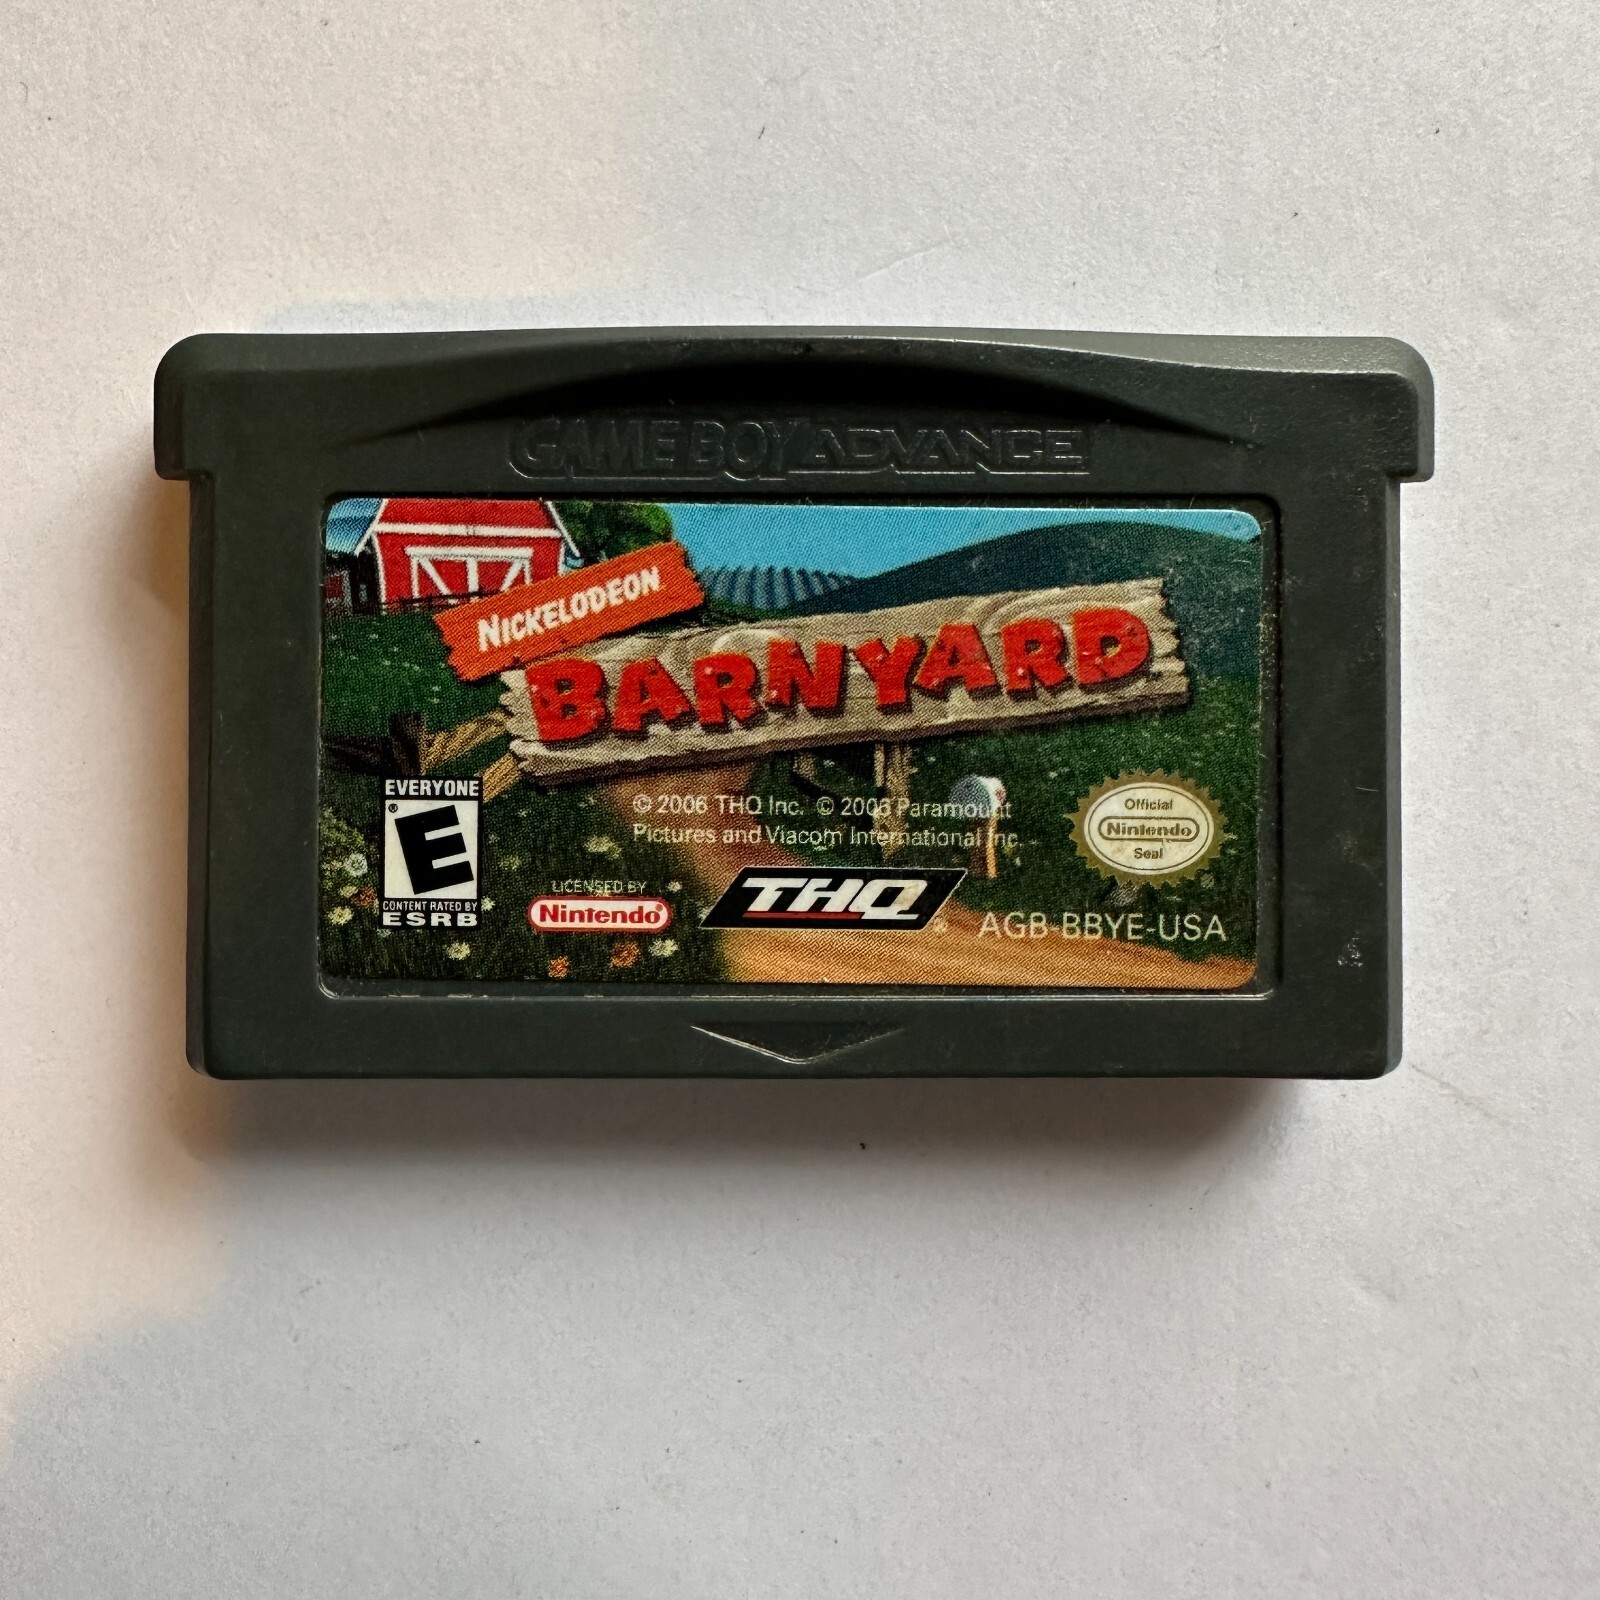 GAME BOY ADVANCE
NICKELODEON
BARNYARD
EVERYONE
E
CONTENT RATED BY
ESRB
© 2006 THQ Inc. © 2006 Paramount
Pictures and Viacom International Inc.
LICENSED BY
Nintendo®
THQ®
Official
Nintendo
Seal
AGB-BBYE-USA